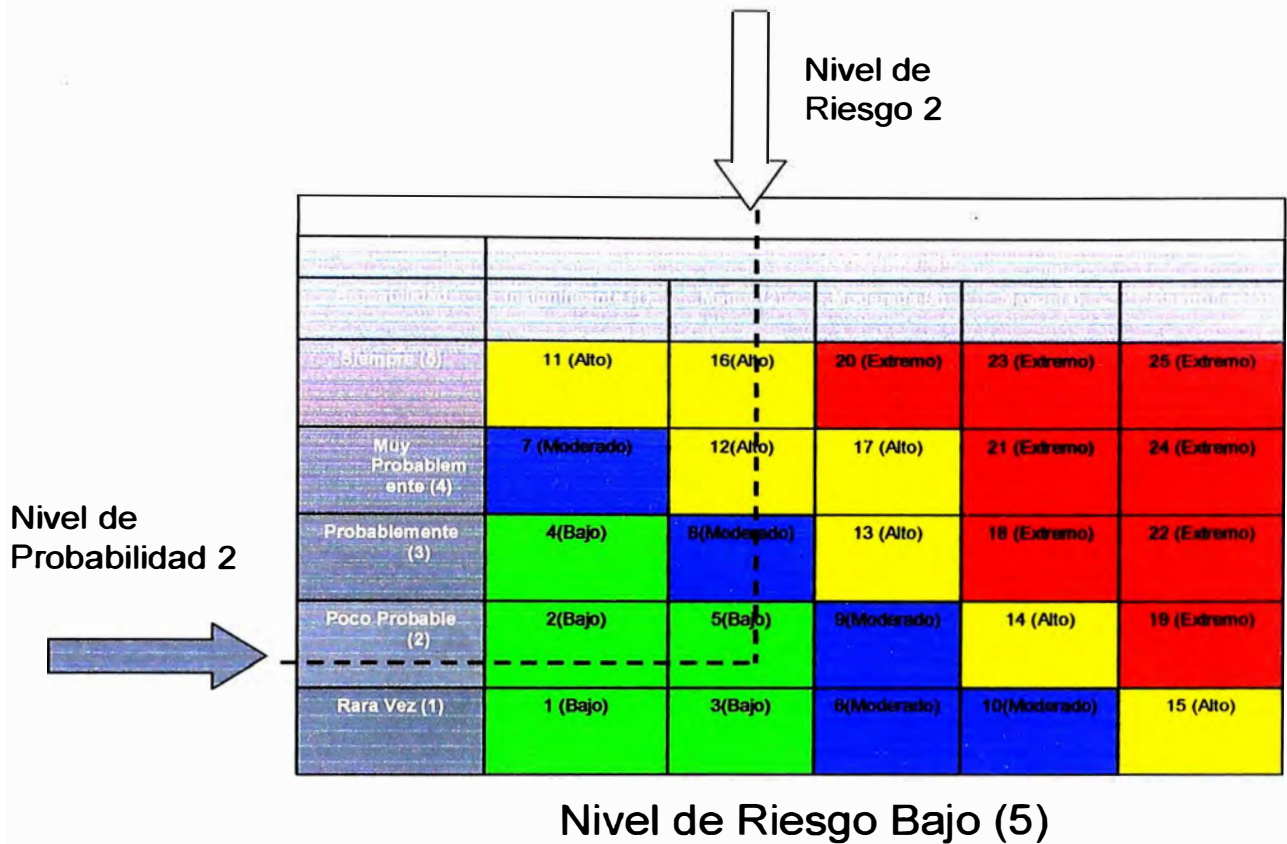 Nivel de
Riesgo 2
Siempre (5)
11 (Alto)
16(Alto)
20 (Extremo)
23 (Extremo)
25 (Extremo)
Muy
Probablem
ente (4)
7 (Moderado)
12(Alto)
17 (Alto)
21 (Extremo)
24 (Extremo)
Nivel de
Probabilidad 2
Probablemente
(3)
4(Bajo)
8(Moderado)
13 (Alto)
18 (Extremo)
22 (Extremo)
Poco Probable
(2)
2(Bajo)
5(Bajo)
9(Moderado)
14 (Alto)
19 (Extremo)
Rara Vez (1)
1 (Bajo)
3(Bajo)
6(Moderado)
10(Moderado)
15 (Alto)
Nivel de Riesgo Bajo (5)